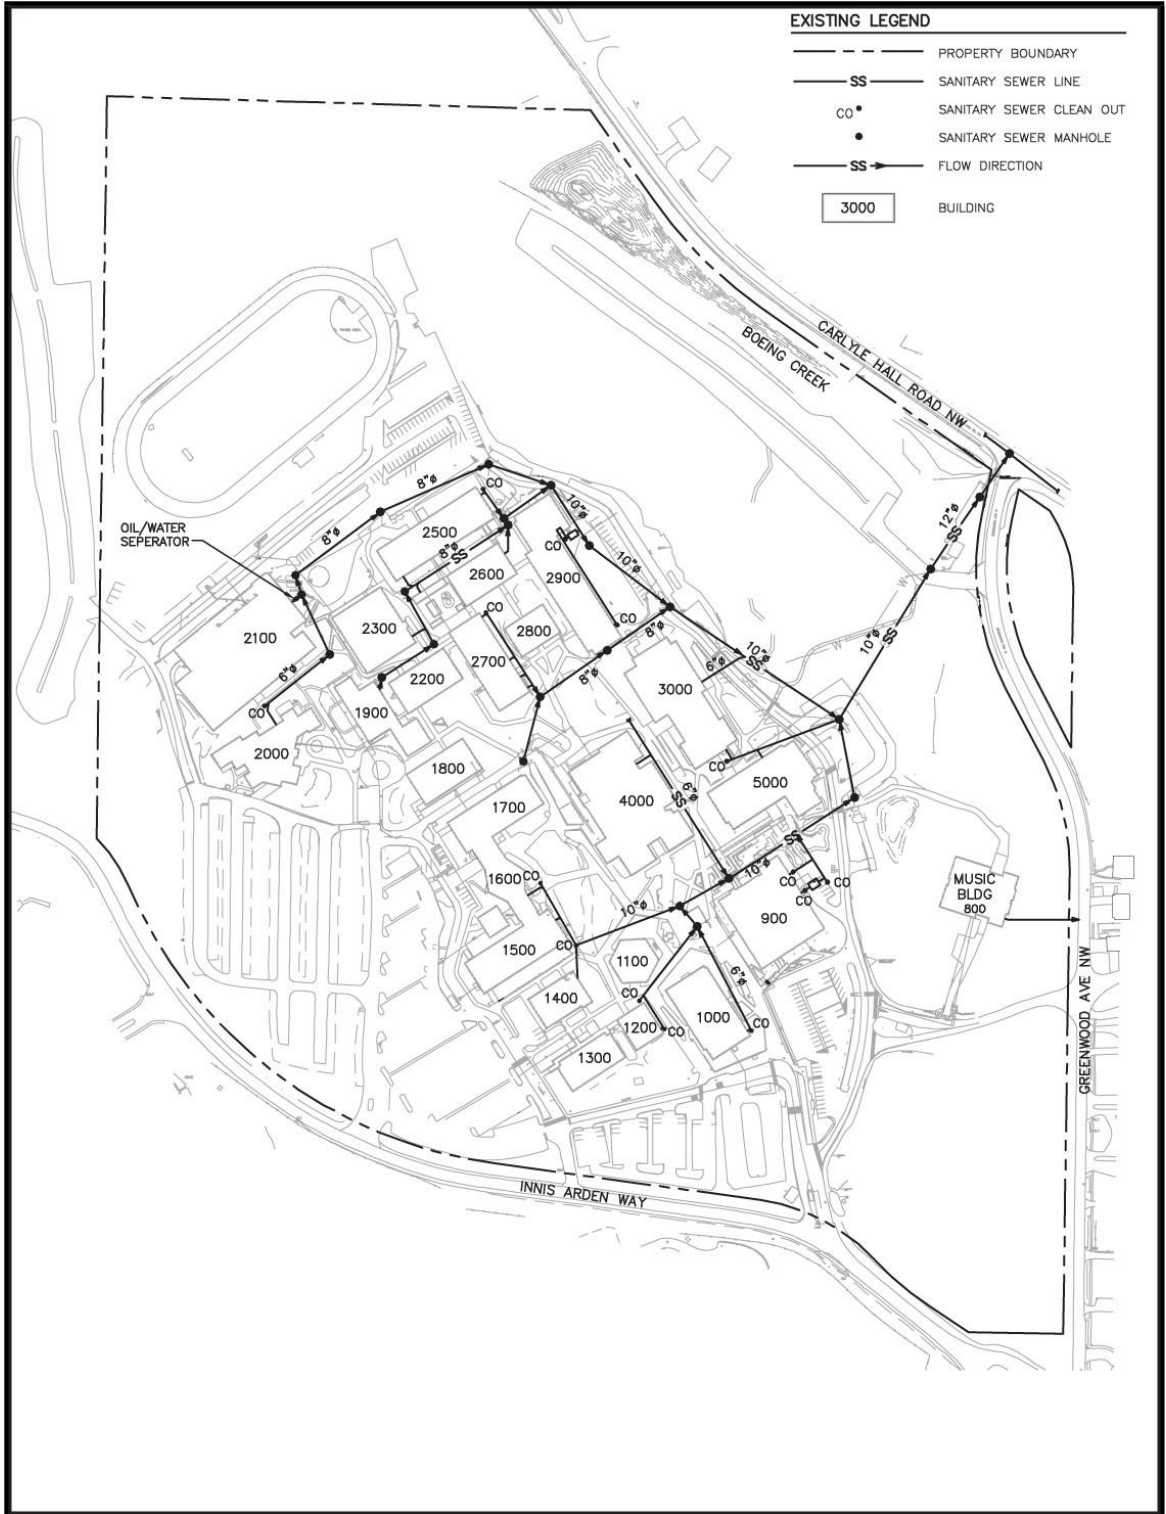 EXISTING LEGEND
PROPERTY BOUNDARY
SS
SANITARY SEWER LINE
CO
SANITARY SEWER CLEAN OUT
SANITARY SEWER MANHOLE
SS
FLOW DIRECTION
3000
BUILDING
CARLYLE HALL ROAD NW
BOEING CREEK
8"ø
CO
10"ø
12"ø
SS
OIL/WATER
SEPERATOR
8"ø
2500
8"ø
SS
CO
10"ø
2600
2900
CO
2100
2300
2800
CO
8"ø
10"ø
SS
6"ø
2200
2700
8"ø
6"ø
10"ø
SS
3000
CO
1900
2000
1800
CO
5000
1700
4000
6"ø
SS
SS
10"ø
CO
CO
CO
1600
CO
MUSIC
BLDG
800
10"ø
900
1500
CO
1100
6"ø
1400
CO
1200
CO
1000
CO
1300
GREENWOOD AVE NW
INNIS ARDEN WAY